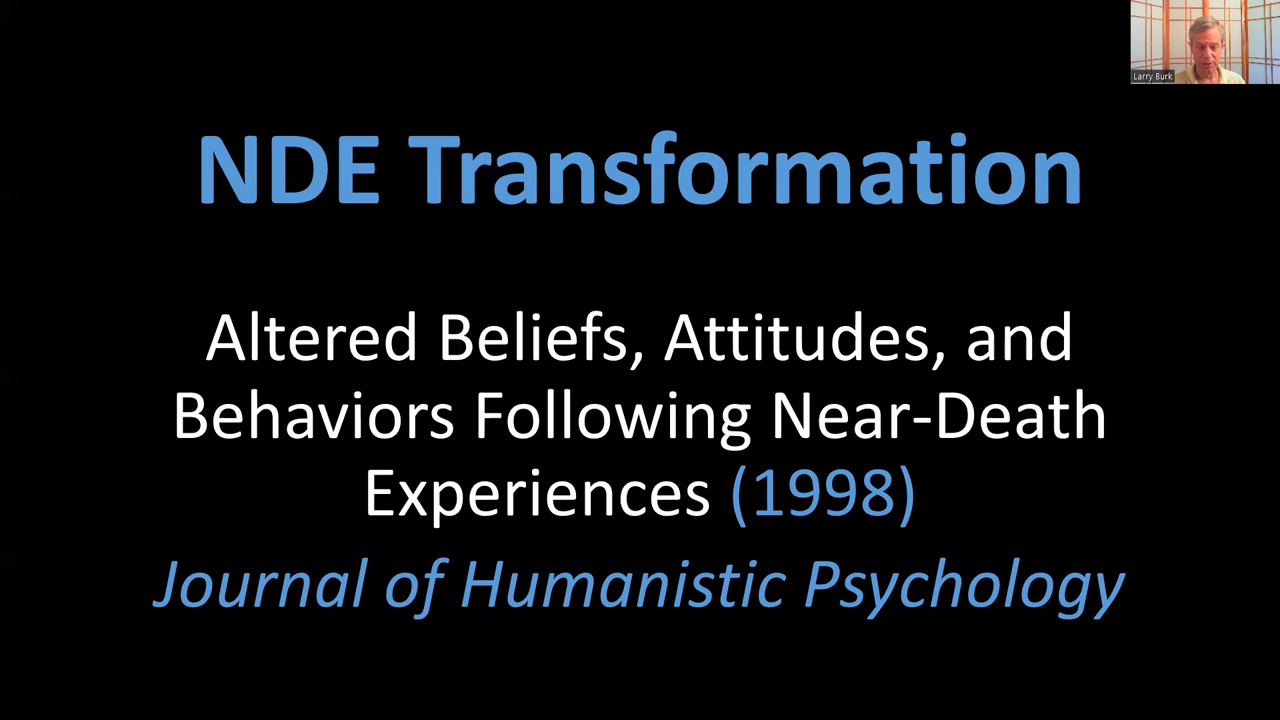 Larry Burk
NDE Transformation
Altered Beliefs, Attitudes, and
Behaviors Following Near-Death
Experiences (1998)
Journal of Humanistic Psychology